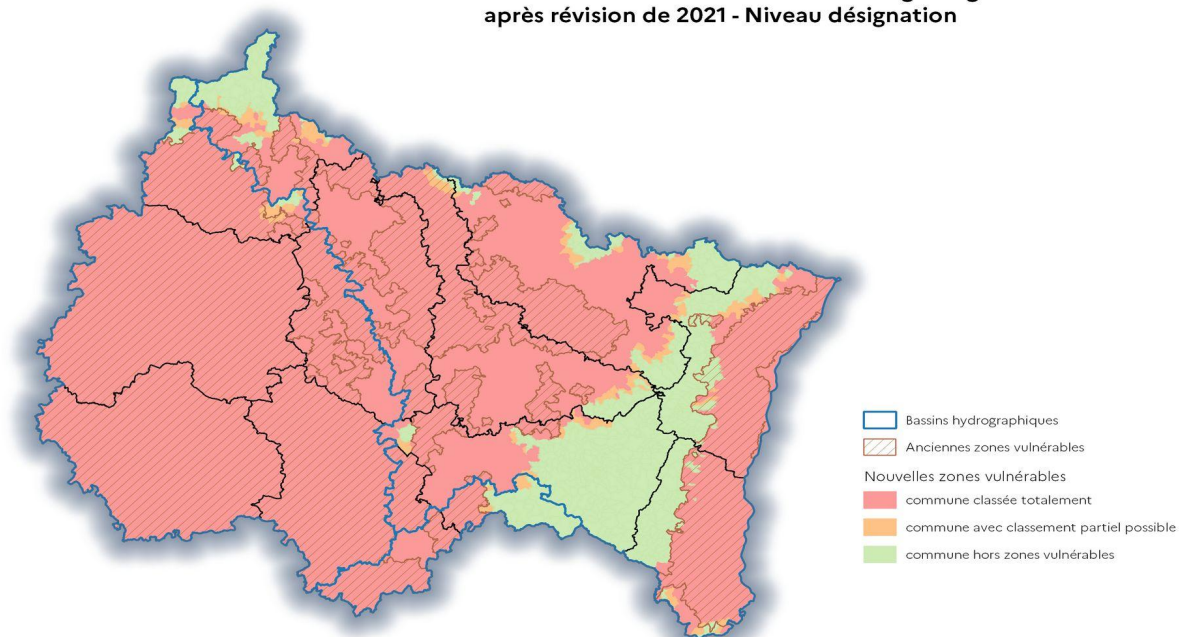 après révision de 2021 - Niveau désignation
Bassins hydrographiques
Anciennes zones vulnérables
Nouvelles zones vulnérables
commune classée totalement
commune avec classement partiel possible
commune hors zones vulnérables